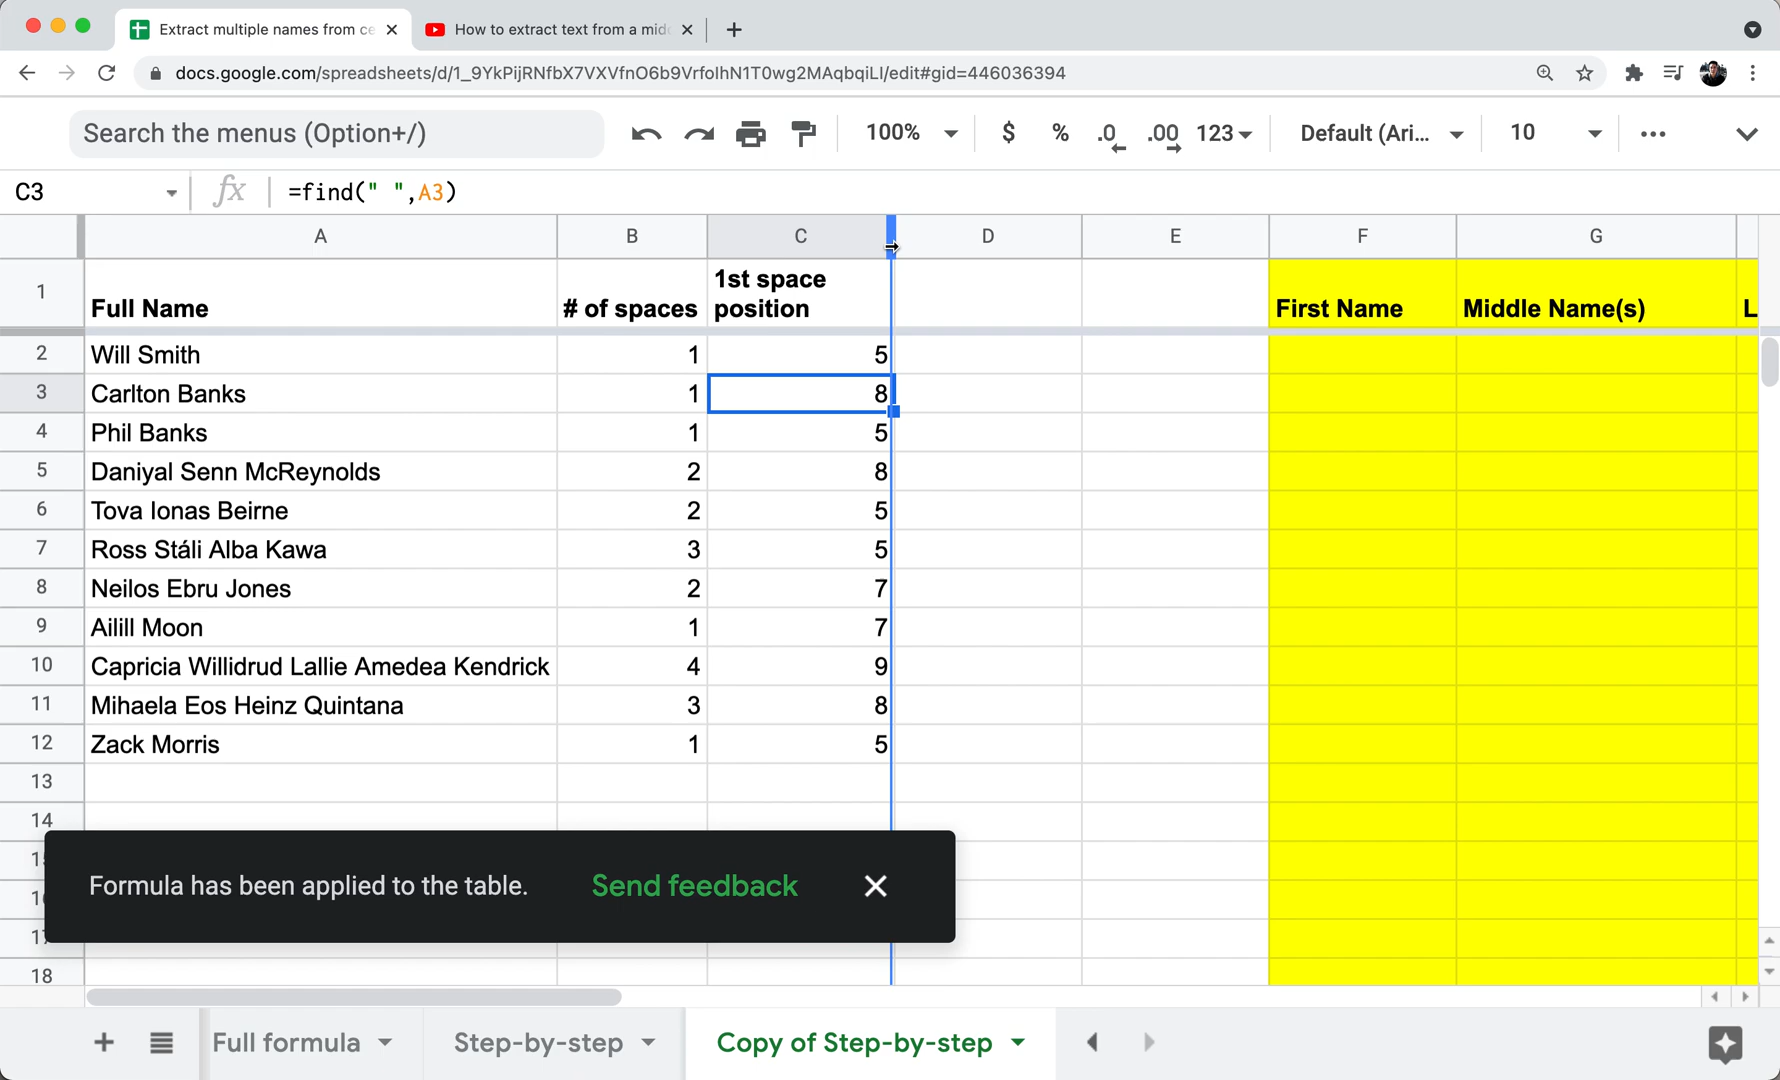 Extract multiple names from ce
How to extract text from a mid
docs.google.com/spreadsheets/d/1_9YkPijRNfbX7VXVfnO6b9VrfolhN1T0wg2MAqbqiLI/edit#gid=446036394
Search the menus (Option+/) 100% $ % .0 .00 123 Default (Ari... 10
C3 fx =find(" ",A3)
A B C D E F G
1 Full Name # of spaces 1st space position First Name Middle Name(s) L
2 Will Smith 1 5
3 Carlton Banks 1 8
4 Phil Banks 1 5
5 Daniyal Senn McReynolds 2 8
6 Tova Ionas Beirne 2 5
7 Ross Stáli Alba Kawa 3 5
8 Neilos Ebru Jones 2 7
9 Ailill Moon 1 7
10 Capricia Willidrud Lallie Amedea Kendrick 4 9
11 Mihaela Eos Heinz Quintana 3 8
12 Zack Morris 1 5
13
14
Formula has been applied to the table. Send feedback
18
Full formula Step-by-step Copy of Step-by-step